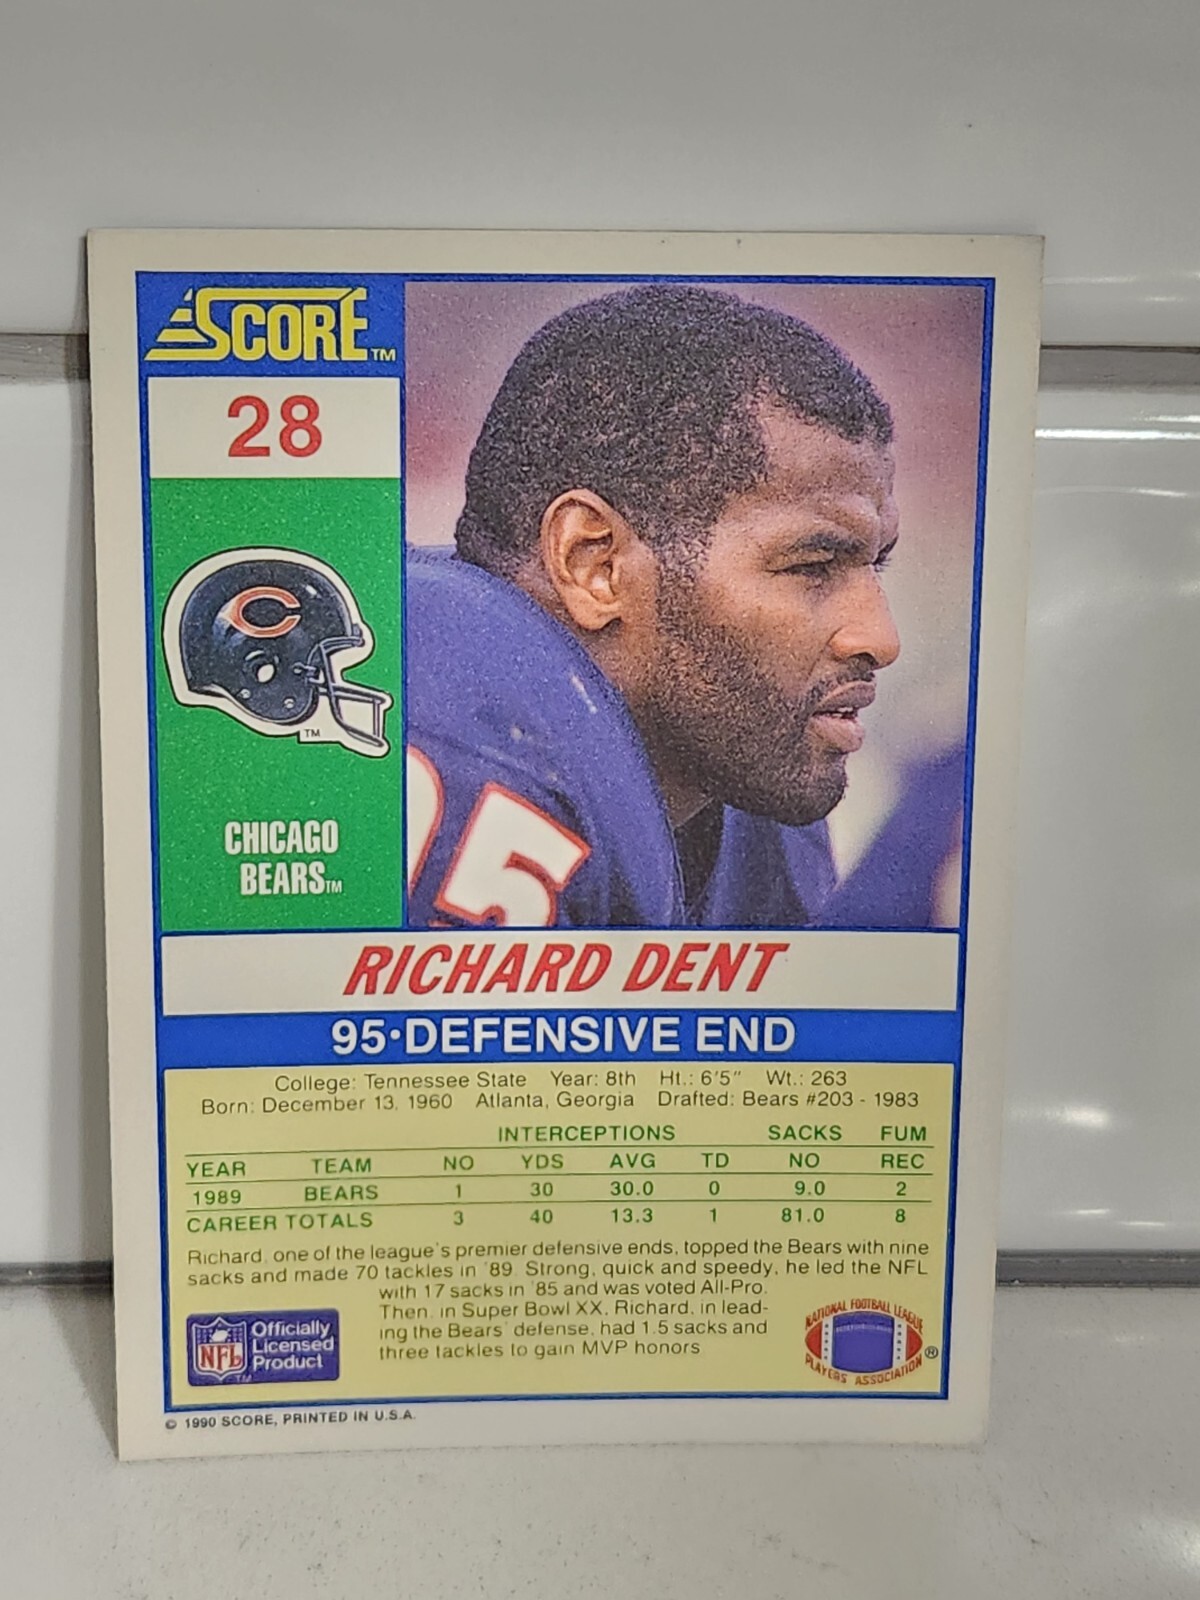 SCORE™
28
TM
CHICAGO
BEARS™
25
RICHARD DENT
95•DEFENSIVE END
College: Tennessee State Year: 8th Ht.: 6'5" Wt.: 263
Born: December 13, 1960 Atlanta, Georgia Drafted: Bears #203 - 1983
INTERCEPTIONS SACKS FUM
YEAR TEAM NO YDS AVG TD NO REC
1989 BEARS 1 30 30.0 0 9.0 2
CAREER TOTALS 3 40 13.3 1 81.0 8
Richard, one of the league's premier defensive ends, topped the Bears with nine
sacks and made 70 tackles in '89. Strong, quick and speedy, he led the NFL
with 17 sacks in '85 and was voted All-Pro.
Then, in Super Bowl XX, Richard, in lead-
ing the Bears' defense, had 1.5 sacks and
three tackles to gain MVP honors
NFL
Officially
Licensed
Product
TM
NATIONAL FOOTBALL LEAGUE
PLAYERS ASSOCIATION
®
© 1990 SCORE, PRINTED IN U.S.A.